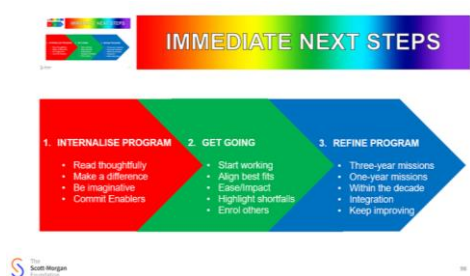 IMMEDIATE NEXT STEPS
1. INTERNALISE PROGRAM
• Read thoughtfully
• Make a difference
• Be imaginative
• Commit Enablers
2. GET GOING
• Start working
• Align best fits
• Ease/Impact
• Highlight shortfalls
• Enrol others
3. REFINE PROGRAM
• Three-year missions
• One-year missions
• Within the decade
• Integration
• Keep improving
The
Scott-Morgan
Foundation